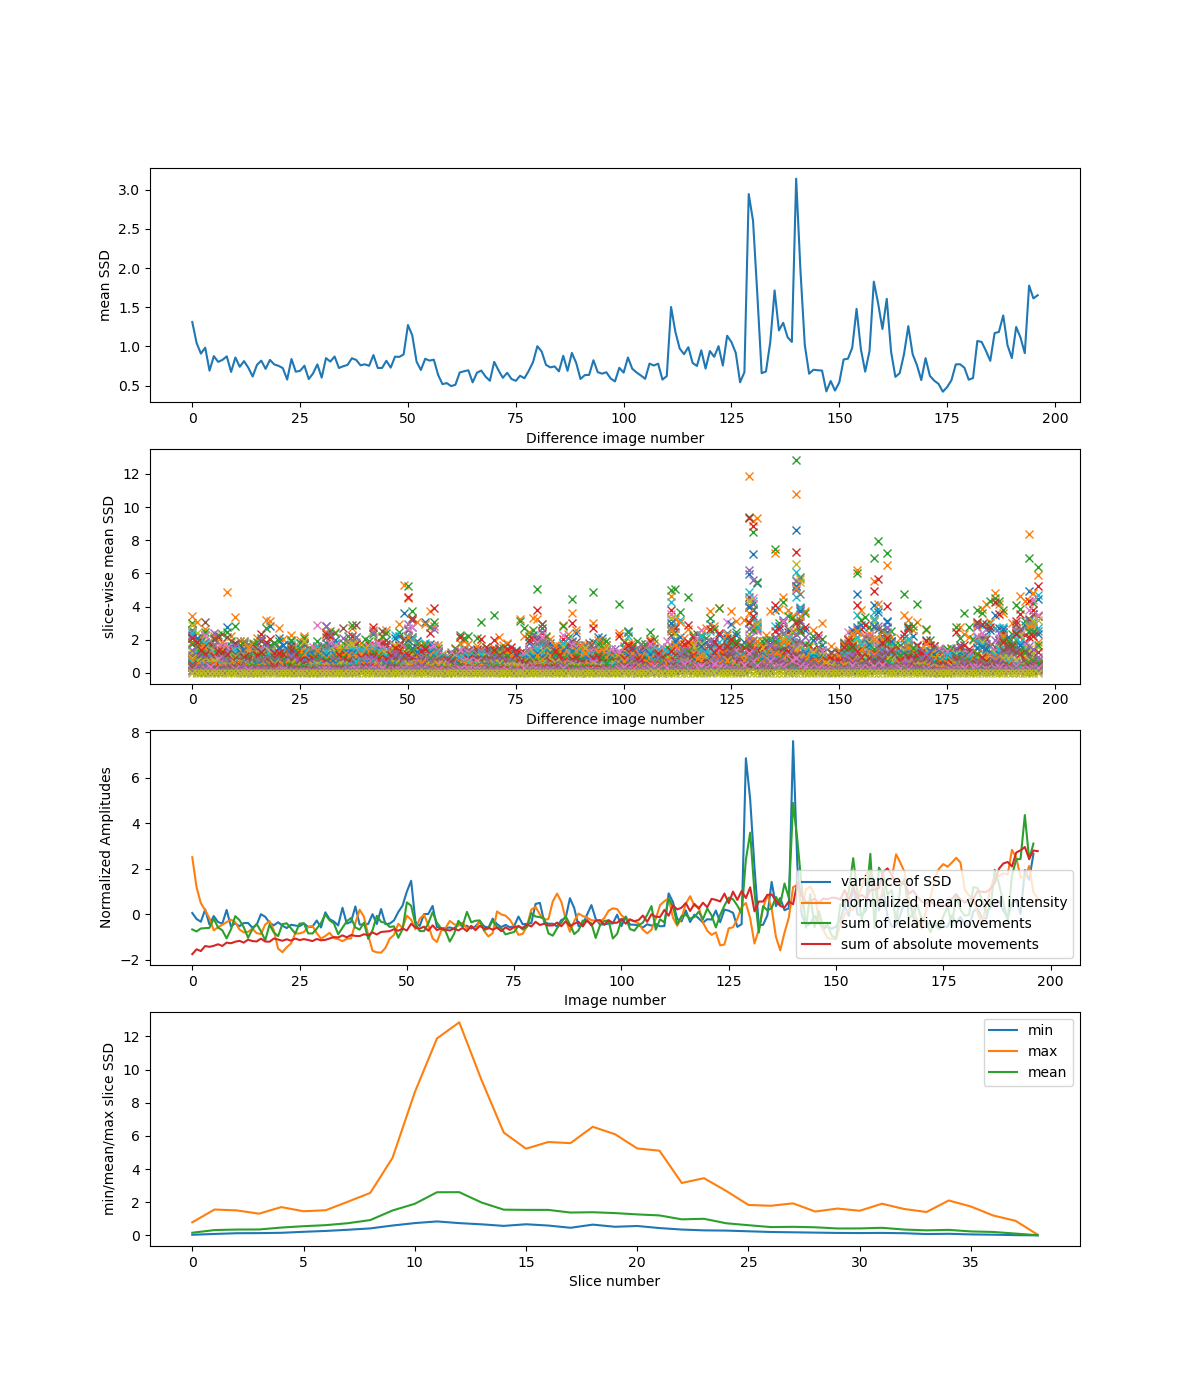 3.0
2.5
2.0
1.5
1.0
0.5
mean SSD
0 25 50 75 100 125 150 175 200
Difference image number
12
10
8
6
4
2
0
slice-wise mean SSD
0 25 50 75 100 125 150 175 200
Difference image number
8
6
4
2
0
−2
Normalized Amplitudes
variance of SSD
normalized mean voxel intensity
sum of relative movements
sum of absolute movements
0 25 50 75 100 125 150 175 200
Image number
12
10
8
6
4
2
0
min/mean/max slice SSD
min
max
mean
0 5 10 15 20 25 30 35
Slice number